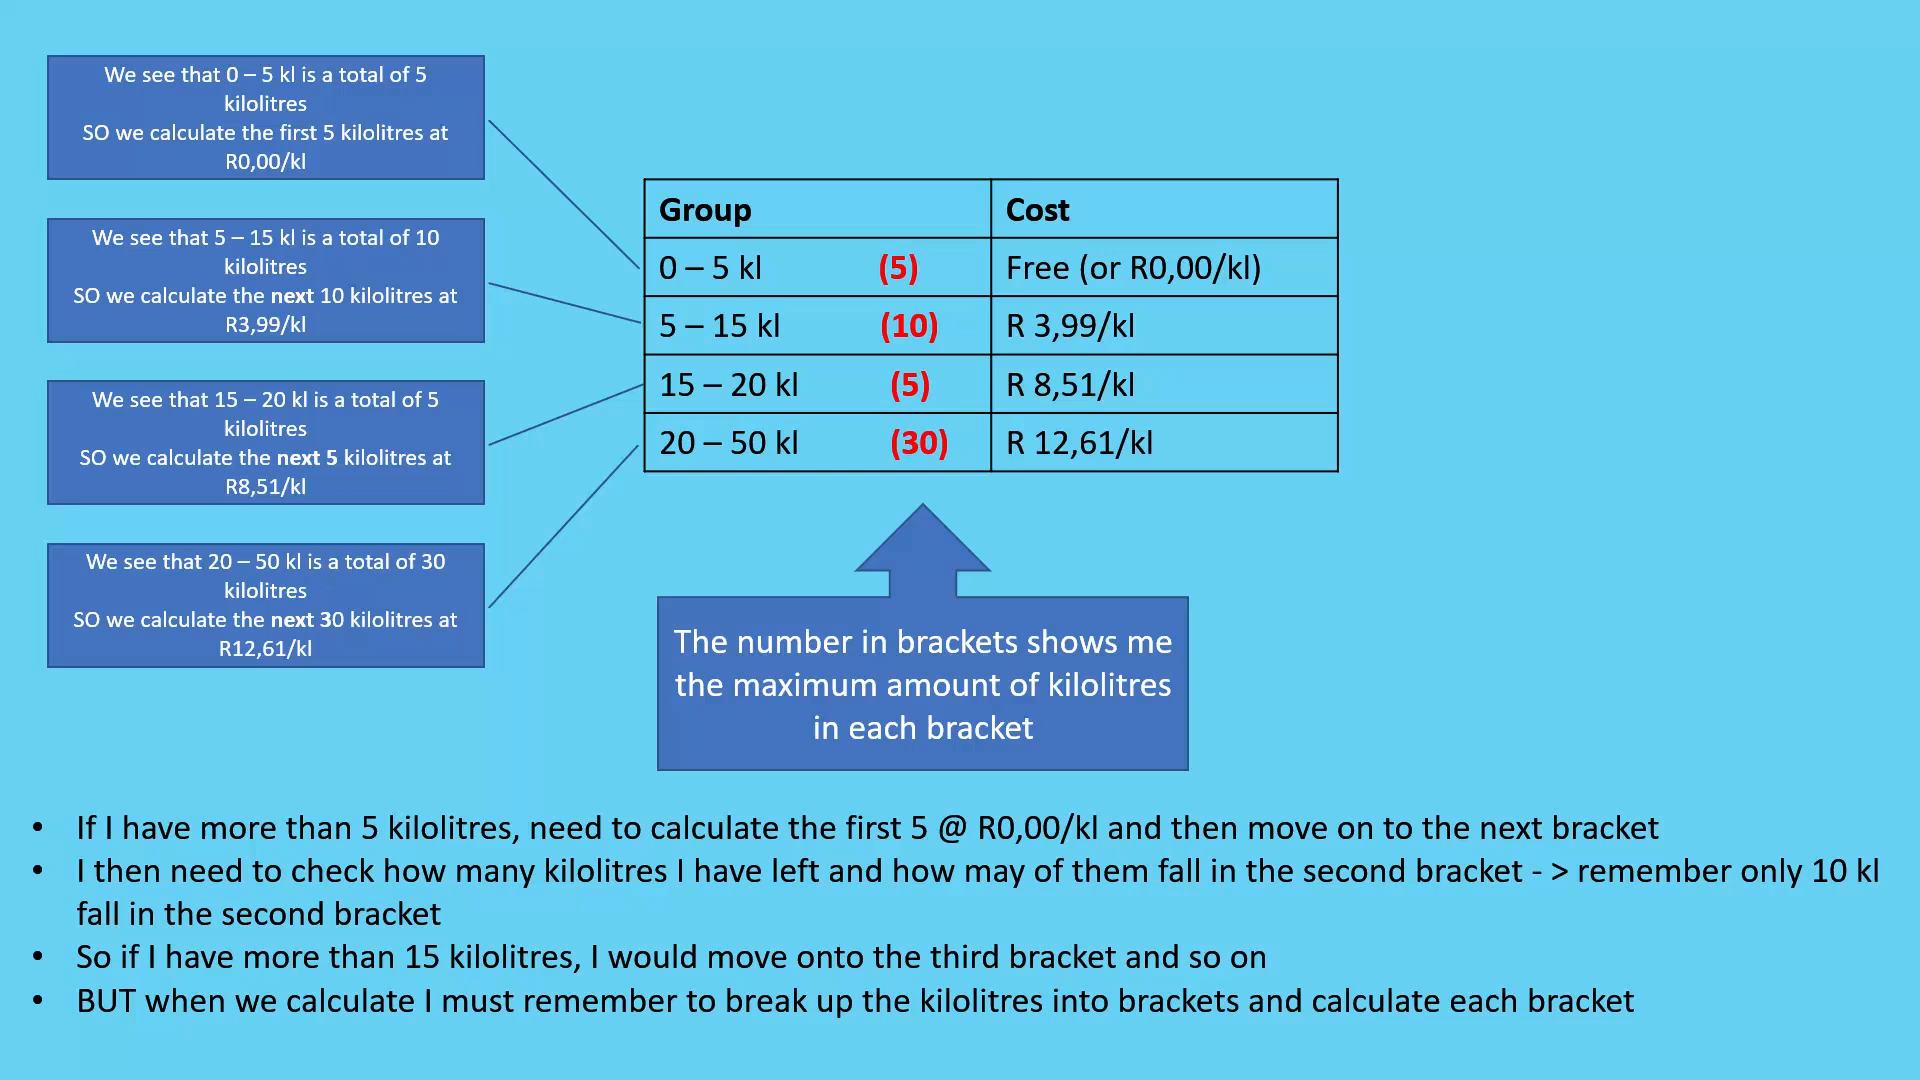 We see that 0 – 5 kl is a total of 5
kilolitres
SO we calculate the first 5 kilolitres at
R0,00/kl
We see that 5 – 15 kl is a total of 10
kilolitres
SO we calculate the next 10 kilolitres at
R3,99/kl
We see that 15 – 20 kl is a total of 5
kilolitres
SO we calculate the next 5 kilolitres at
R8,51/kl
We see that 20 – 50 kl is a total of 30
kilolitres
SO we calculate the next 30 kilolitres at
R12,61/kl
Group Cost
0 – 5 kl (5) Free (or R0,00/kl)
5 – 15 kl (10) R 3,99/kl
15 – 20 kl (5) R 8,51/kl
20 – 50 kl (30) R 12,61/kl
The number in brackets shows me
the maximum amount of kilolitres
in each bracket
• If I have more than 5 kilolitres, need to calculate the first 5 @ R0,00/kl and then move on to the next bracket
• I then need to check how many kilolitres I have left and how may of them fall in the second bracket - > remember only 10 kl
fall in the second bracket
• So if I have more than 15 kilolitres, I would move onto the third bracket and so on
• BUT when we calculate I must remember to break up the kilolitres into brackets and calculate each bracket